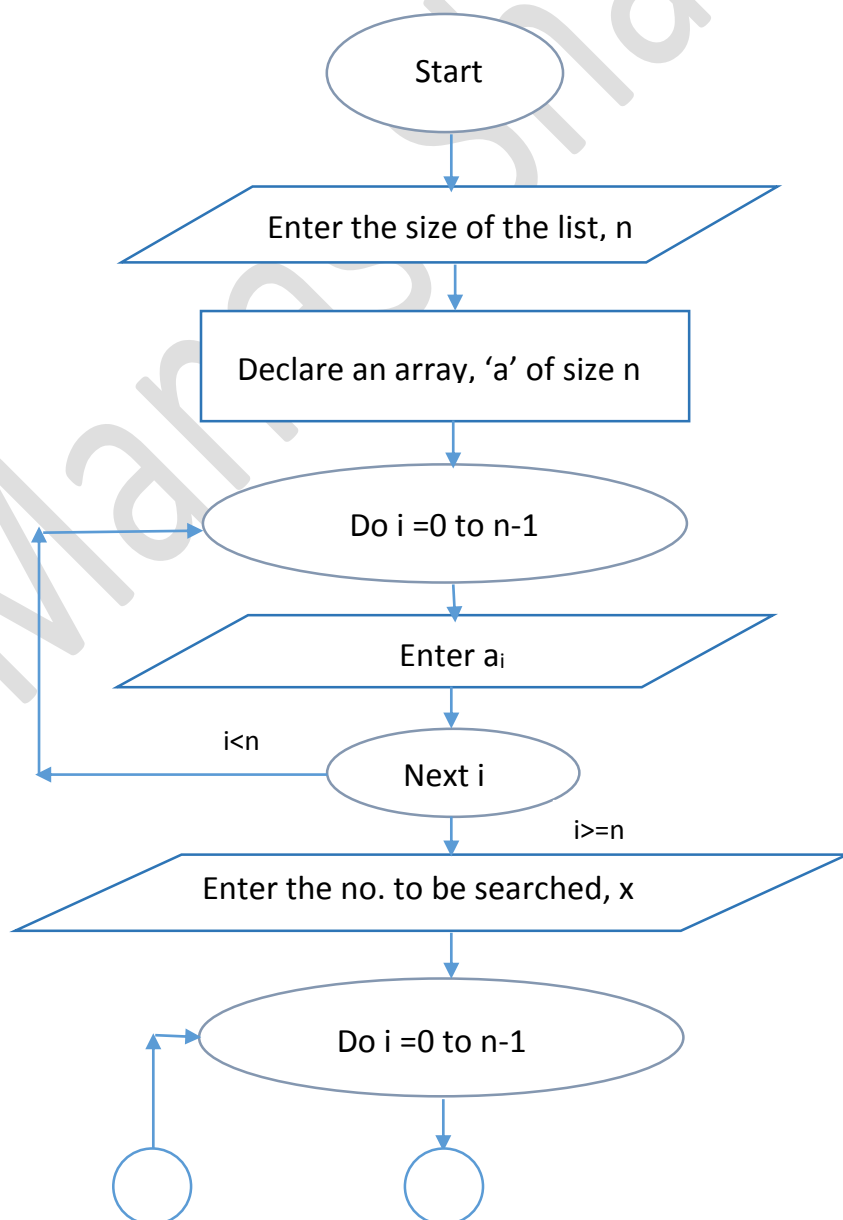 Start
Enter the size of the list, n
Declare an array, ‘a’ of size n
Do i =0 to n-1
Enter aᵢ
i<n
Next i
i>=n
Enter the no. to be searched, x
Do i =0 to n-1